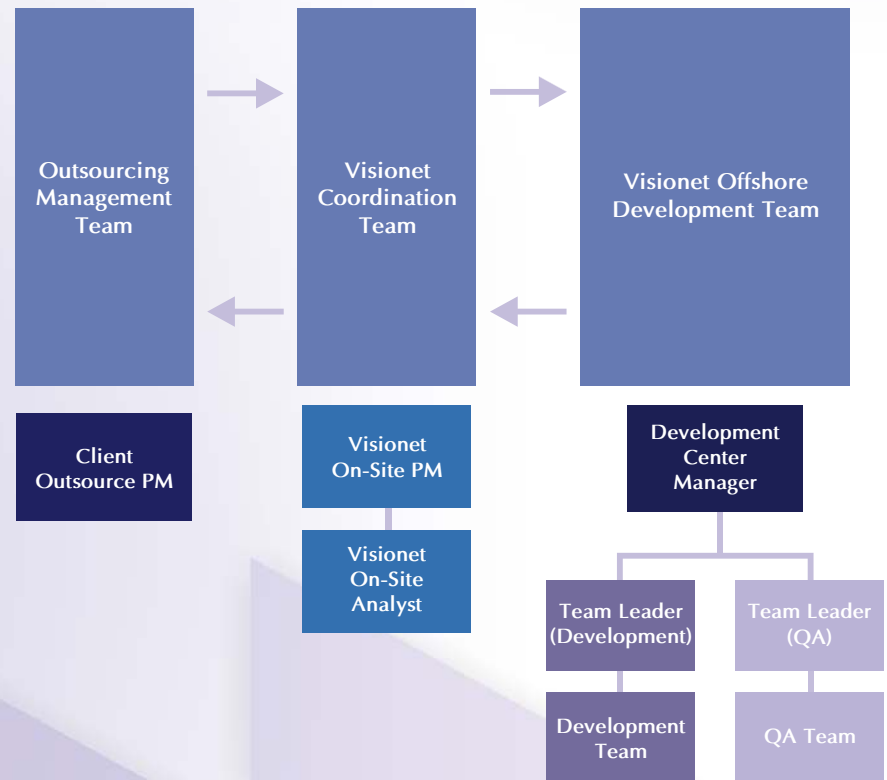 Outsourcing
Management
Team
Visionet
Coordination
Team
Visionet Offshore
Development Team
Client
Outsource PM
Visionet
On-Site PM
Visionet
On-Site
Analyst
Development
Center
Manager
Team Leader
(Development)
Team Leader
(QA)
Development
Team
QA Team